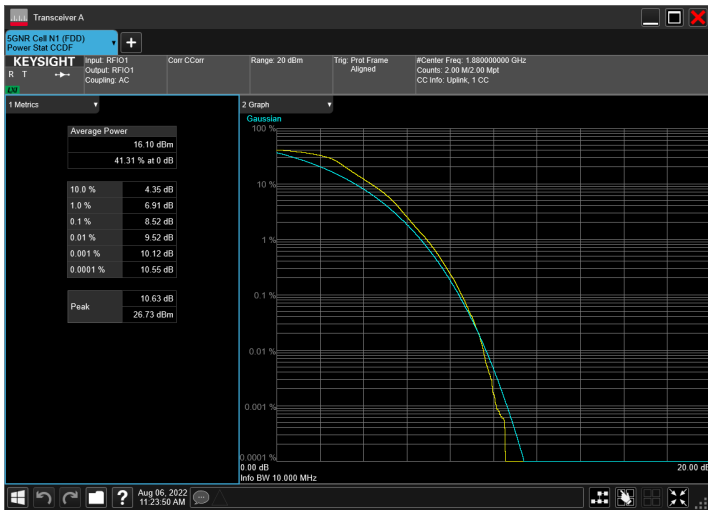 Transceiver A
5GNR Cell N1 (FDD)
Power Stat CCDF
KEYSIGHT
R T
LXI
Input: RFIO1
Output: RFIO1
Coupling: AC
Corr CCorr
Range: 20 dBm
Trig: Prot Frame
Aligned
#Center Freq: 1.880000000 GHz
Counts: 2.00 M/2.00 Mpt
CC Info: Uplink, 1 CC
1 Metrics
Average Power
16.10 dBm
41.31 % at 0 dB
10.0 % 4.35 dB
1.0 % 6.91 dB
0.1 % 8.52 dB
0.01 % 9.52 dB
0.001 % 10.12 dB
0.0001 % 10.55 dB
Peak
10.63 dB
26.73 dBm
2 Graph
Gaussian
100 %
10 %
1 %
0.1 %
0.01 %
0.001 %
0.0001 %
0.00 dB
20.00 dB
Info BW 10.000 MHz
?
Aug 06, 2022
11:23:50 AM